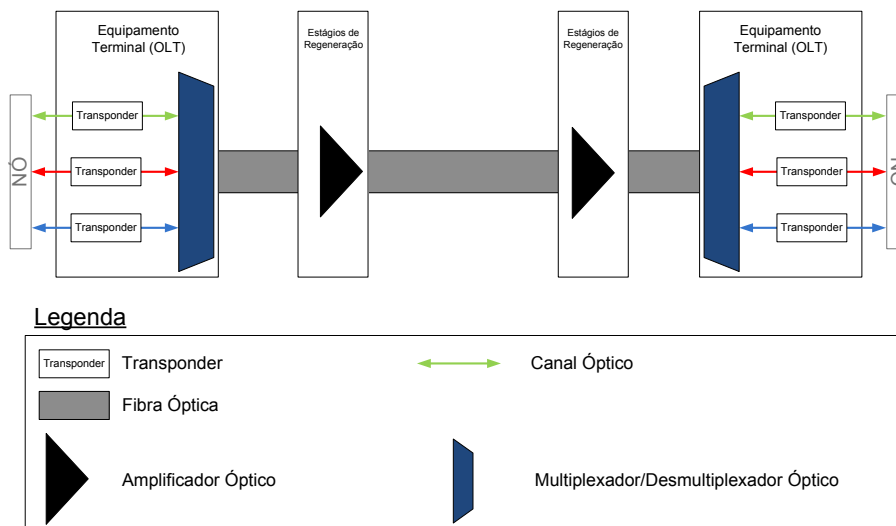 Equipamento
Terminal (OLT)
Estágios de
Regeneração
Estágios de
Regeneração
Equipamento
Terminal (OLT)
NÓ
Transponder
Transponder
Transponder
Transponder
Transponder
Transponder
NÓ
Legenda
Transponder
Transponder
Canal Óptico
Fibra Óptica
Amplificador Óptico
Multiplexador/Desmultiplexador Óptico